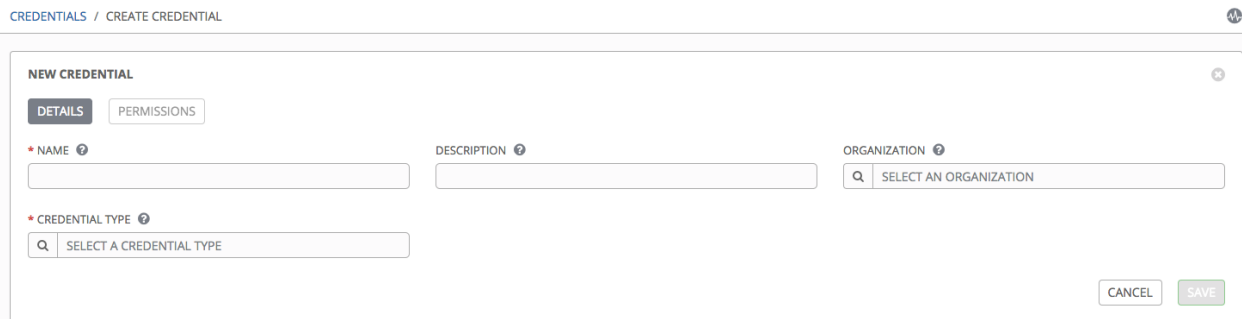 CREDENTIALS / CREATE CREDENTIAL
NEW CREDENTIAL
DETAILS PERMISSIONS
* NAME ? DESCRIPTION ? ORGANIZATION ?
SELECT AN ORGANIZATION
* CREDENTIAL TYPE ?
SELECT A CREDENTIAL TYPE
CANCEL SAVE